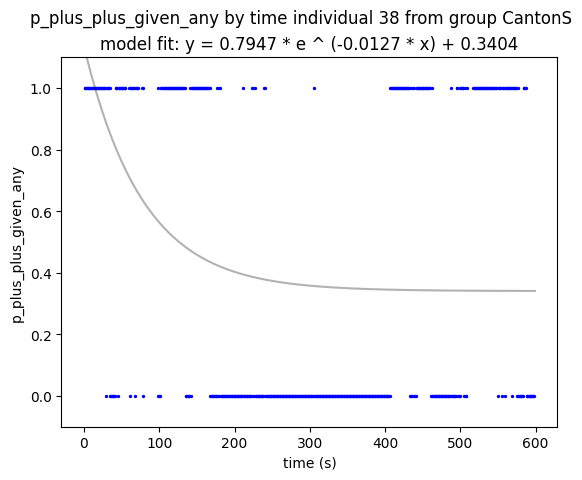 p_plus_plus_given_any by time individual 38 from group CantonS
model fit: y = 0.7947 * e ^ (-0.0127 * x) + 0.3404
p_plus_plus_given_any
1.0
0.8
0.6
0.4
0.2
0.0
0 100 200 300 400 500 600
time (s)